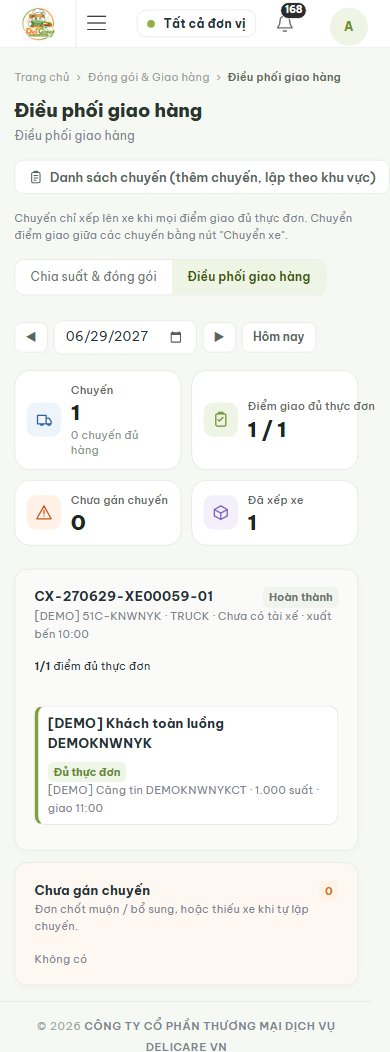 Tất cả đơn vị
168
A
Trang chủ › Đóng gói & Giao hàng › Điều phối giao hàng
Điều phối giao hàng
Điều phối giao hàng
Danh sách chuyến (thêm chuyến, lập theo khu vực)
Chuyến chỉ xếp lên xe khi mọi điểm giao đủ thực đơn. Chuyển
điểm giao giữa các chuyến bằng nút "Chuyển xe".
Chia suất & đóng gói
Điều phối giao hàng
◀ 06/29/2027 ▶ Hôm nay
Chuyến
1
0 chuyến đủ
hàng
Điểm giao đủ thực đơn
1 / 1
Chưa gán chuyến
0
Đã xếp xe
1
CX-270629-XE00059-01
Hoàn thành
[DEMO] 51C-KNWNYK · TRUCK · Chưa có tài xế · xuất
bến 10:00
1/1 điểm đủ thực đơn
[DEMO] Khách toàn luồng
DEMOKNWNYK
Đủ thực đơn
[DEMO] Căng tin DEMOKNWNYKCT · 1.000 suất ·
giao 11:00
Chưa gán chuyến
0
Đơn chốt muộn / bổ sung, hoặc thiếu xe khi tự lập
chuyến.
Không có
© 2026 CÔNG TY CỔ PHẦN THƯƠNG MẠI DỊCH VỤ
DELICARE VN